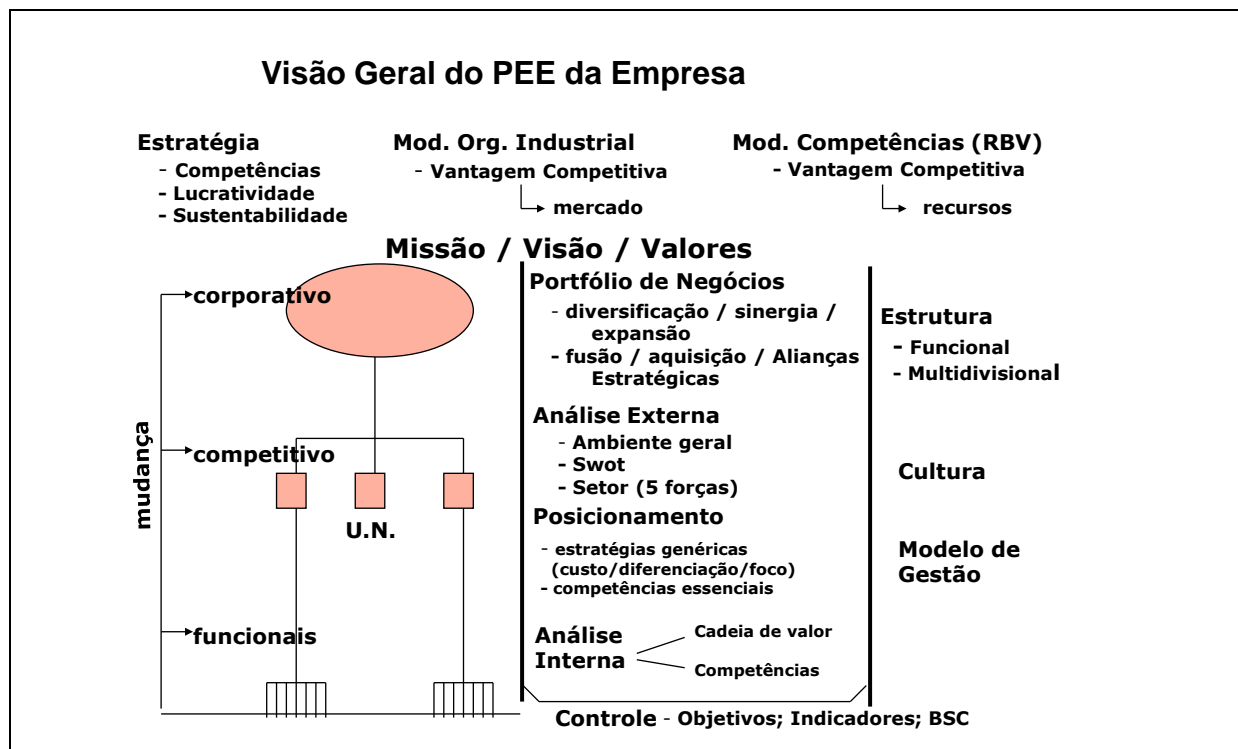 Visão Geral do PEE da Empresa
Estratégia
- Competências
- Lucratividade
- Sustentabilidade
Mod. Org. Industrial
- Vantagem Competitiva
mercado
Mod. Competências (RBV)
- Vantagem Competitiva
recursos
Missão / Visão / Valores
mudança
corporativo
competitivo
U.N.
funcionais
Portfólio de Negócios
- diversificação / sinergia /
expansão
- fusão / aquisição / Alianças
Estratégicas
Análise Externa
- Ambiente geral
- Swot
- Setor (5 forças)
Posicionamento
- estratégias genéricas
(custo/diferenciação/foco)
- competências essenciais
Análise
Interna
Cadeia de valor
Competências
Estrutura
- Funcional
- Multidivisional
Cultura
Modelo de
Gestão
Controle - Objetivos; Indicadores; BSC